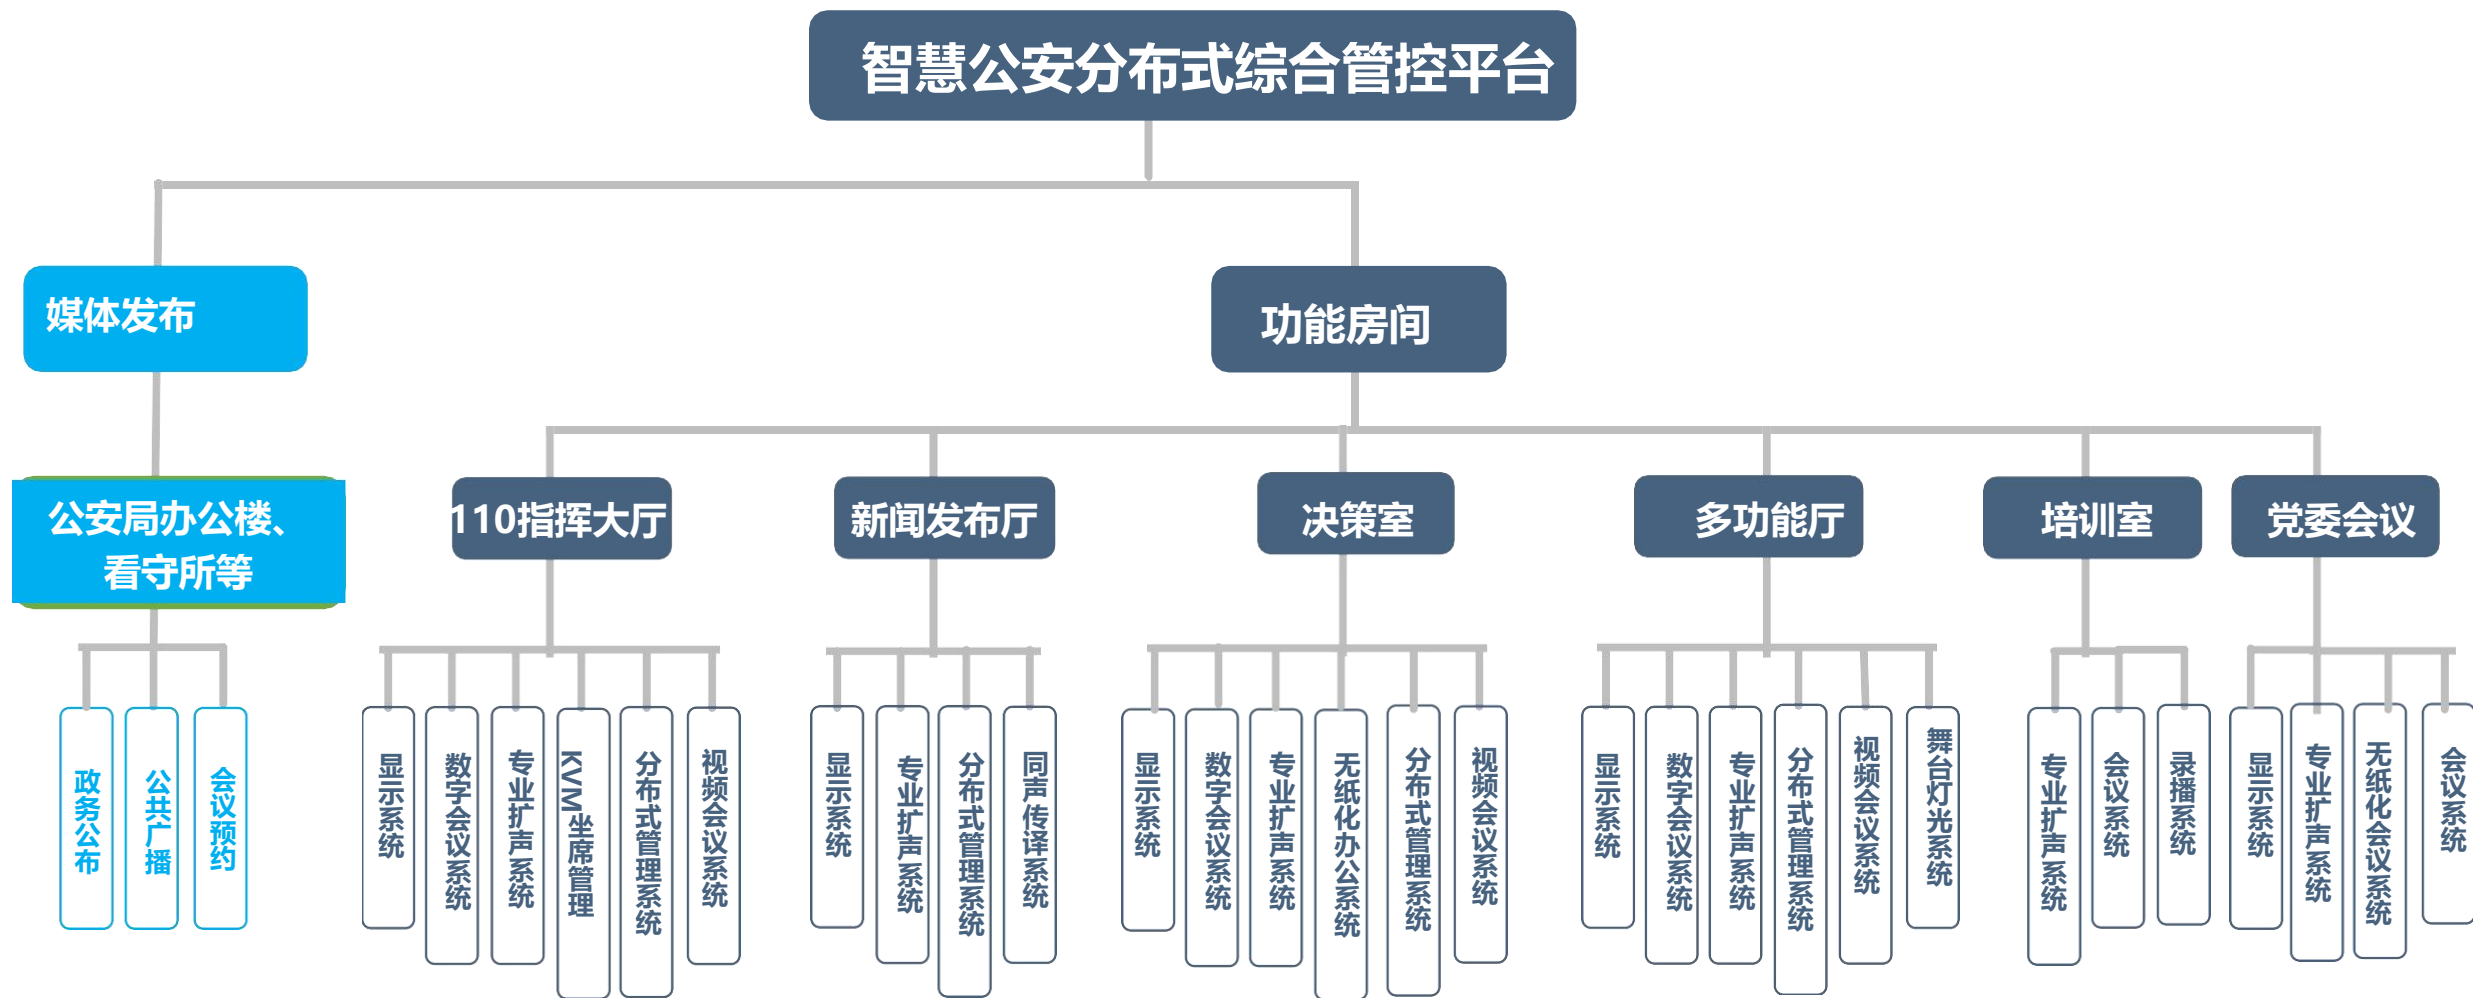 智慧公安分布式综合管控平台
媒体发布
功能房间
公安局办公楼、
看守所等
110指挥大厅
新闻发布厅
决策室
多功能厅
培训室
党委会议
政务公布
公共广播
会议预约
显示系统
数字会议系统
专业扩声系统
KVM坐席管理
分布式管理系统
视频会议系统
显示系统
专业扩声系统
分布式管理系统
同声传译系统
显示系统
数字会议系统
专业扩声系统
无纸化办公系统
分布式管理系统
视频会议系统
显示系统
数字会议系统
专业扩声系统
分布式管理系统
视频会议系统
舞台灯光系统
专业扩声系统
会议系统
录播系统
显示系统
专业扩声系统
无纸化会议系统
会议系统